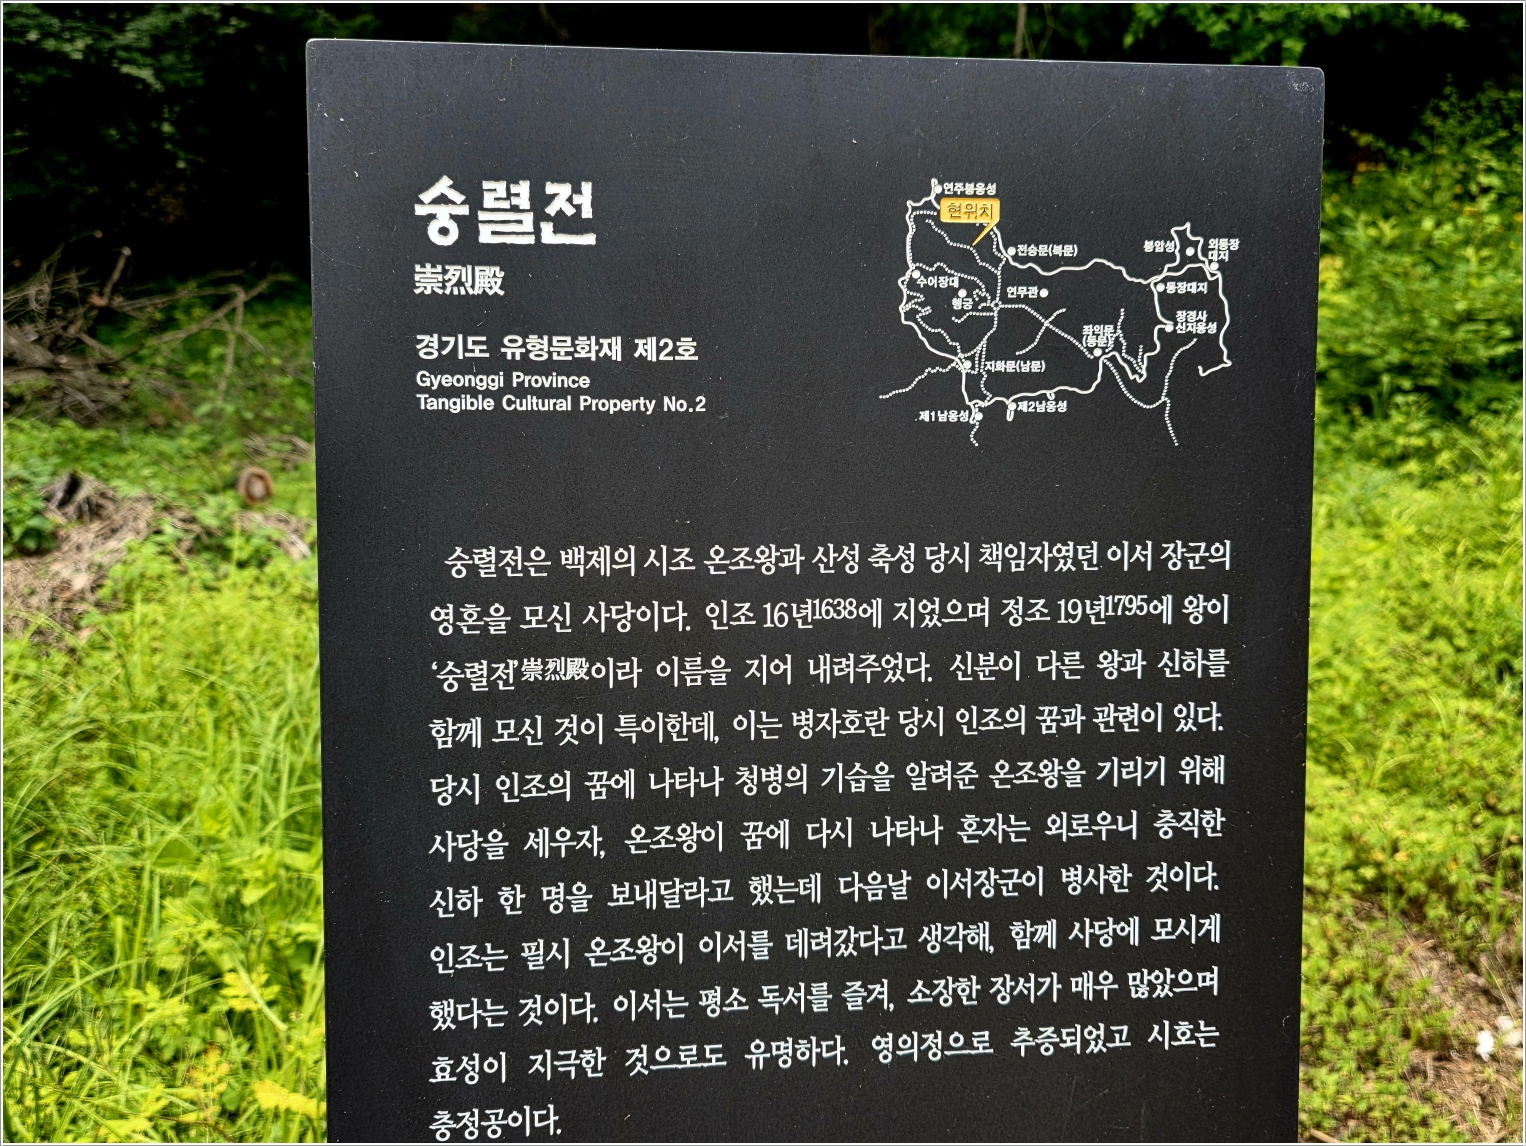 숭렬전
崇烈殿
경기도 유형문화재 제2호
Gyeonggi Province
Tangible Cultural Property No.2
연주봉옹성
현위치
전승문(북문)
봉암성
외동장
대지
수어장대
행궁
연무관
동장대지
장경사
신지옹성
좌익문
(동문)
지화문(남문)
제1남옹성
제2남옹성
숭렬전은 백제의 시조 온조왕과 산성 축성 당시 책임자였던 이서 장군의
영혼을 모신 사당이다. 인조 16년1638에 지었으며 정조 19년1795에 왕이
‘숭렬전’崇烈殿이라 이름을 지어 내려주었다. 신분이 다른 왕과 신하를
함께 모신 것이 특이한데, 이는 병자호란 당시 인조의 꿈과 관련이 있다.
당시 인조의 꿈에 나타나 청병의 기습을 알려준 온조왕을 기리기 위해
사당을 세우자, 온조왕이 꿈에 다시 나타나 혼자는 외로우니 충직한
신하 한 명을 보내달라고 했는데 다음날 이서장군이 병사한 것이다.
인조는 필시 온조왕이 이서를 데려갔다고 생각해, 함께 사당에 모시게
했다는 것이다. 이서는 평소 독서를 즐겨, 소장한 장서가 매우 많았으며
효성이 지극한 것으로도 유명하다. 영의정으로 추증되었고 시호는
충정공이다.